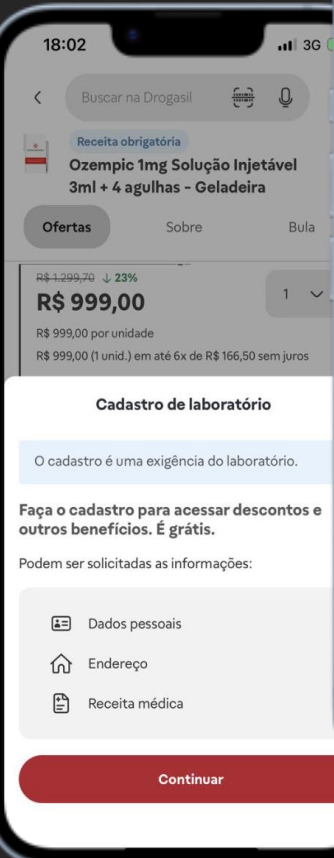 18:02
3G
Buscar na Drogasil
Receita obrigatória
Ozempic 1mg Solução Injetável
3ml + 4 agulhas - Geladeira
Ofertas
Sobre
Bula
R$ 1.299,70 ↓ 23%
R$ 999,00
1
R$ 999,00 por unidade
R$ 999,00 (1 unid.) em até 6x de R$ 166,50 sem juros
Cadastro de laboratório
O cadastro é uma exigência do laboratório.
Faça o cadastro para acessar descontos e
outros benefícios. É grátis.
Podem ser solicitadas as informações:
Dados pessoais
Endereço
Receita médica
Continuar